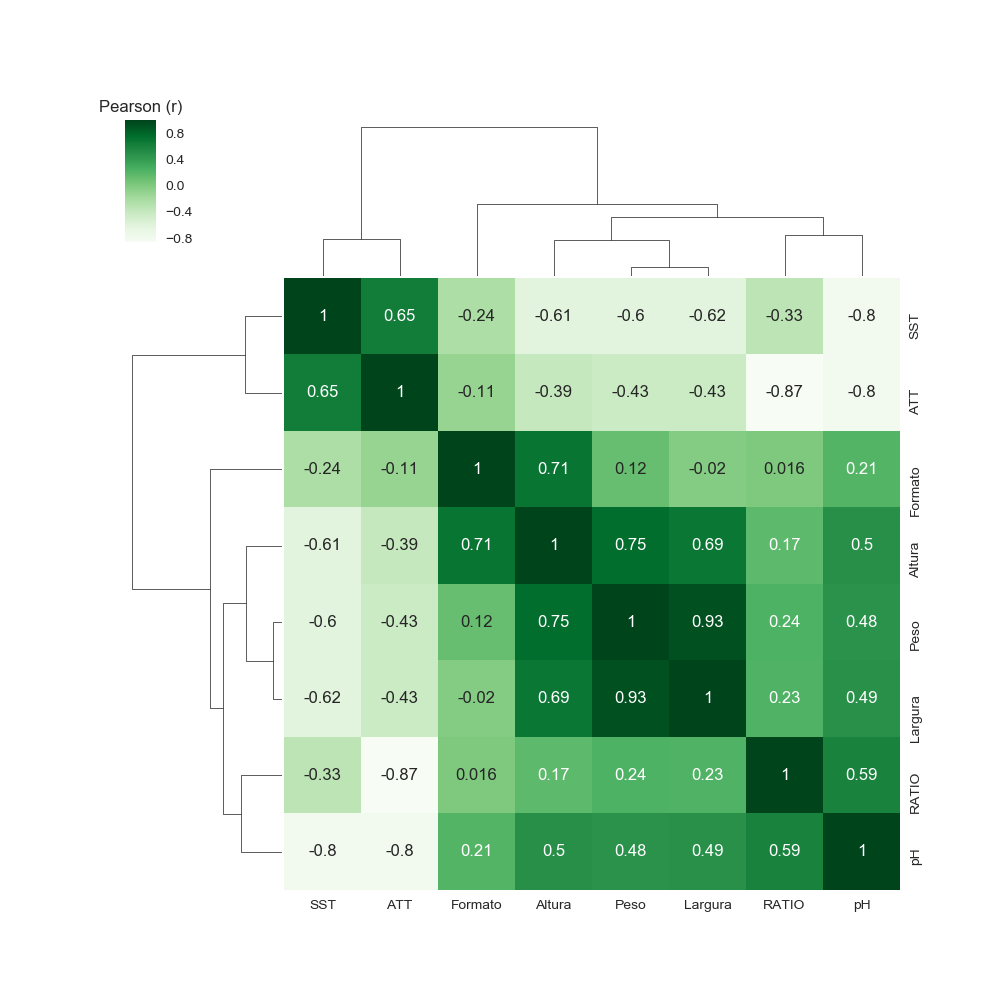 Pearson (r)
0.8
0.4
0.0
−0.4
−0.8
1 0.65 -0.24 -0.61 -0.6 -0.62 -0.33 -0.8 SST
0.65 1 -0.11 -0.39 -0.43 -0.43 -0.87 -0.8 ATT
-0.24 -0.11 1 0.71 0.12 -0.02 0.016 0.21 Formato
-0.61 -0.39 0.71 1 0.75 0.69 0.17 0.5 Altura
-0.6 -0.43 0.12 0.75 1 0.93 0.24 0.48 Peso
-0.62 -0.43 -0.02 0.69 0.93 1 0.23 0.49 Largura
-0.33 -0.87 0.016 0.17 0.24 0.23 1 0.59 RATIO
-0.8 -0.8 0.21 0.5 0.48 0.49 0.59 1 pH
SST ATT Formato Altura Peso Largura RATIO pH